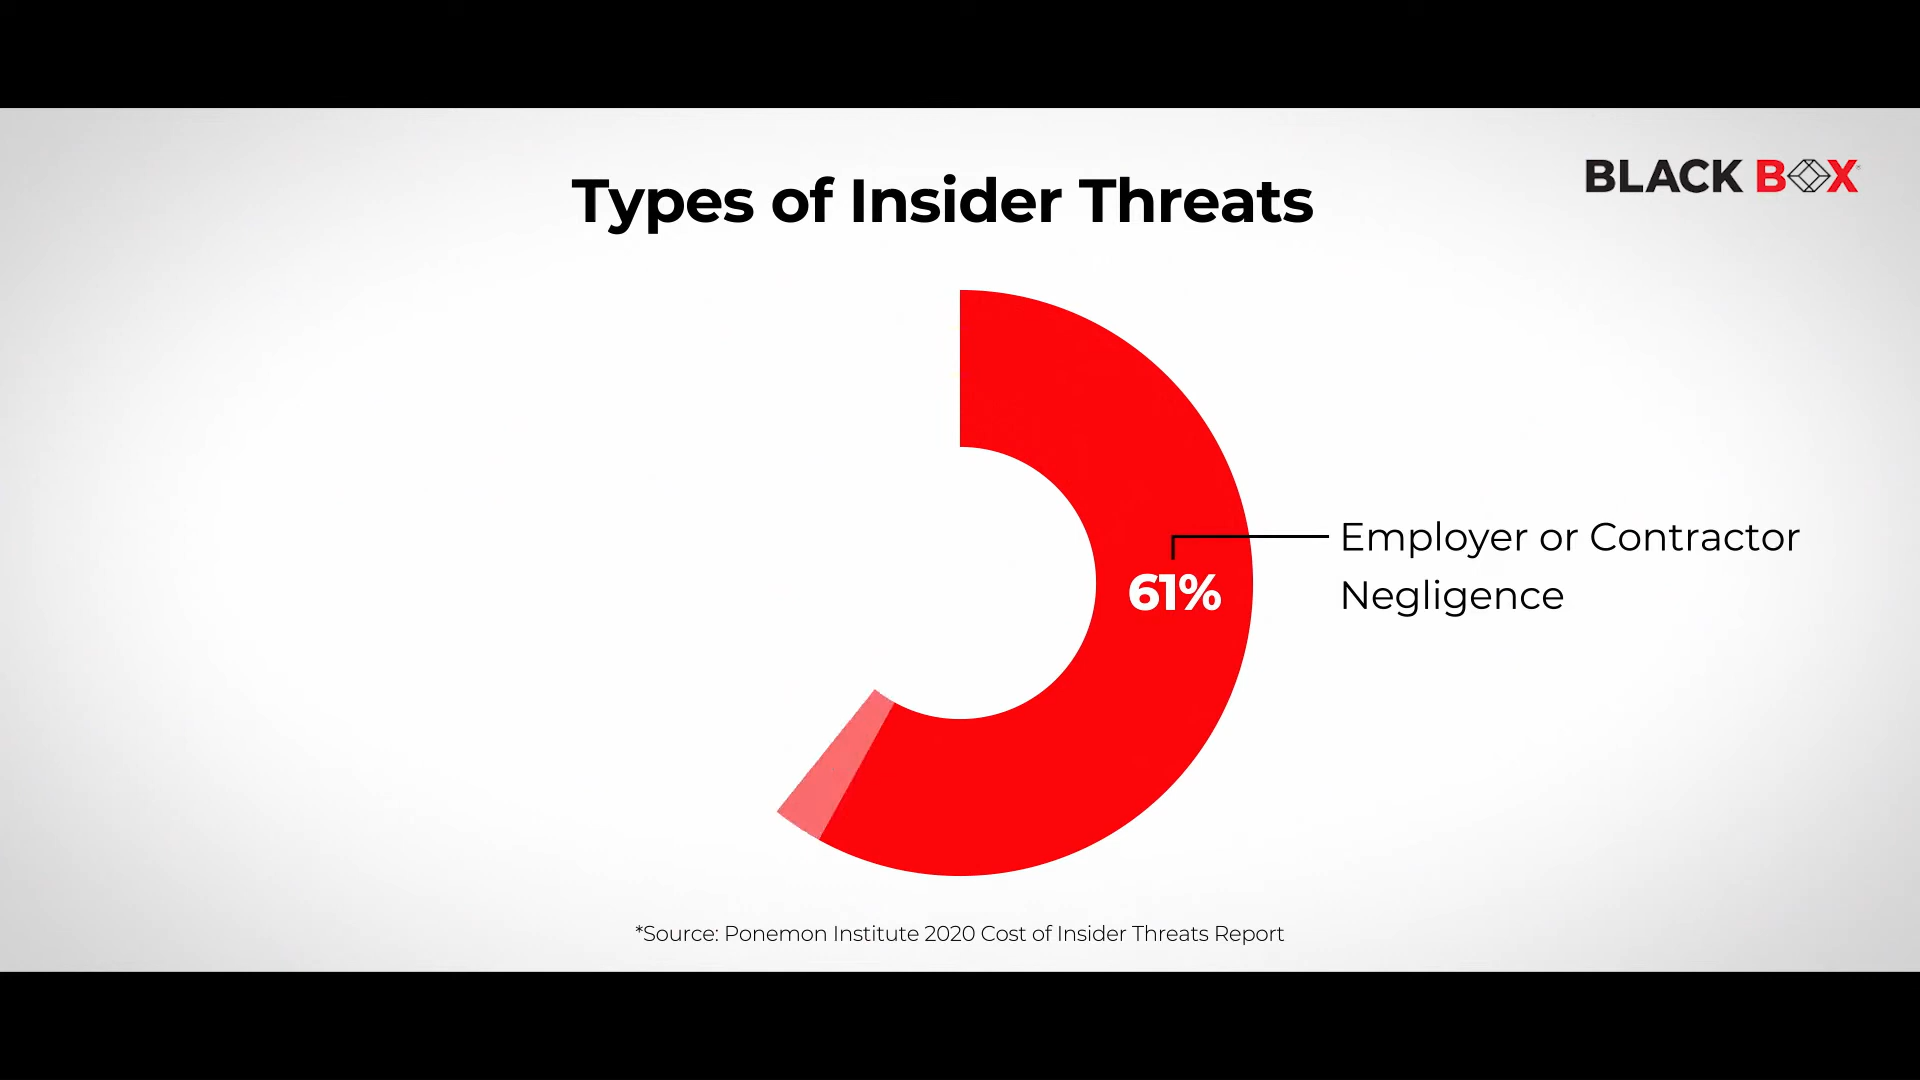 BLACK BOX
Types of Insider Threats
Employer or Contractor
Negligence
61%
*Source: Ponemon Institute 2020 Cost of Insider Threats Report